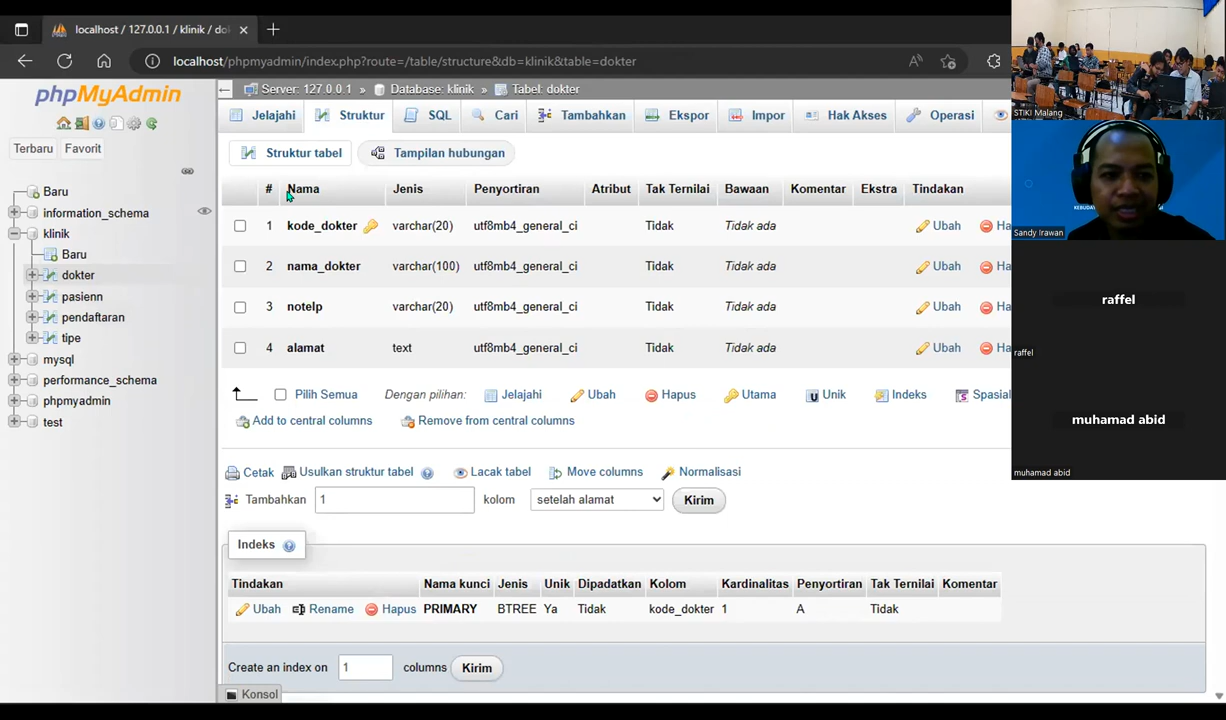 localhost / 127.0.0.1 / klinik / dok
localhost/phpmyadmin/index.php?route=/table/structure&db=klinik&table=dokter
phpMyAdmin
Terbaru Favorit
Baru
information_schema
klinik
Baru
dokter
pasienn
pendaftaran
tipe
mysql
performance_schema
phpmyadmin
test
Server: 127.0.0.1 » Database: klinik » Tabel: dokter
Jelajahi Struktur SQL Cari Tambahkan Ekspor Impor Hak Akses Operasi
Struktur tabel Tampilan hubungan
# Nama Jenis Penyortiran Atribut Tak Ternilai Bawaan Komentar Ekstra Tindakan
1 kode_dokter varchar(20) utf8mb4_general_ci Tidak Tidak ada Ubah Ha
2 nama_dokter varchar(100) utf8mb4_general_ci Tidak Tidak ada Ubah Ha
3 notelp varchar(20) utf8mb4_general_ci Tidak Tidak ada Ubah Ha
4 alamat text utf8mb4_general_ci Tidak Tidak ada Ubah Ha
Pilih Semua Dengan pilihan: Jelajahi Ubah Hapus Utama Unik Indeks Spasial
Add to central columns Remove from central columns
Cetak Usulkan struktur tabel Lacak tabel Move columns Normalisasi
Tambahkan 1 kolom setelah alamat Kirim
Indeks
Tindakan Nama kunci Jenis Unik Dipadatkan Kolom Kardinalitas Penyortiran Tak Ternilai Komentar
Ubah Rename Hapus PRIMARY BTREE Ya Tidak kode_dokter 1 A Tidak
Create an index on 1 columns Kirim
Konsol
STIKI Malang
Sandy Irawan
raffel
raffel
muhamad abid
muhamad abid